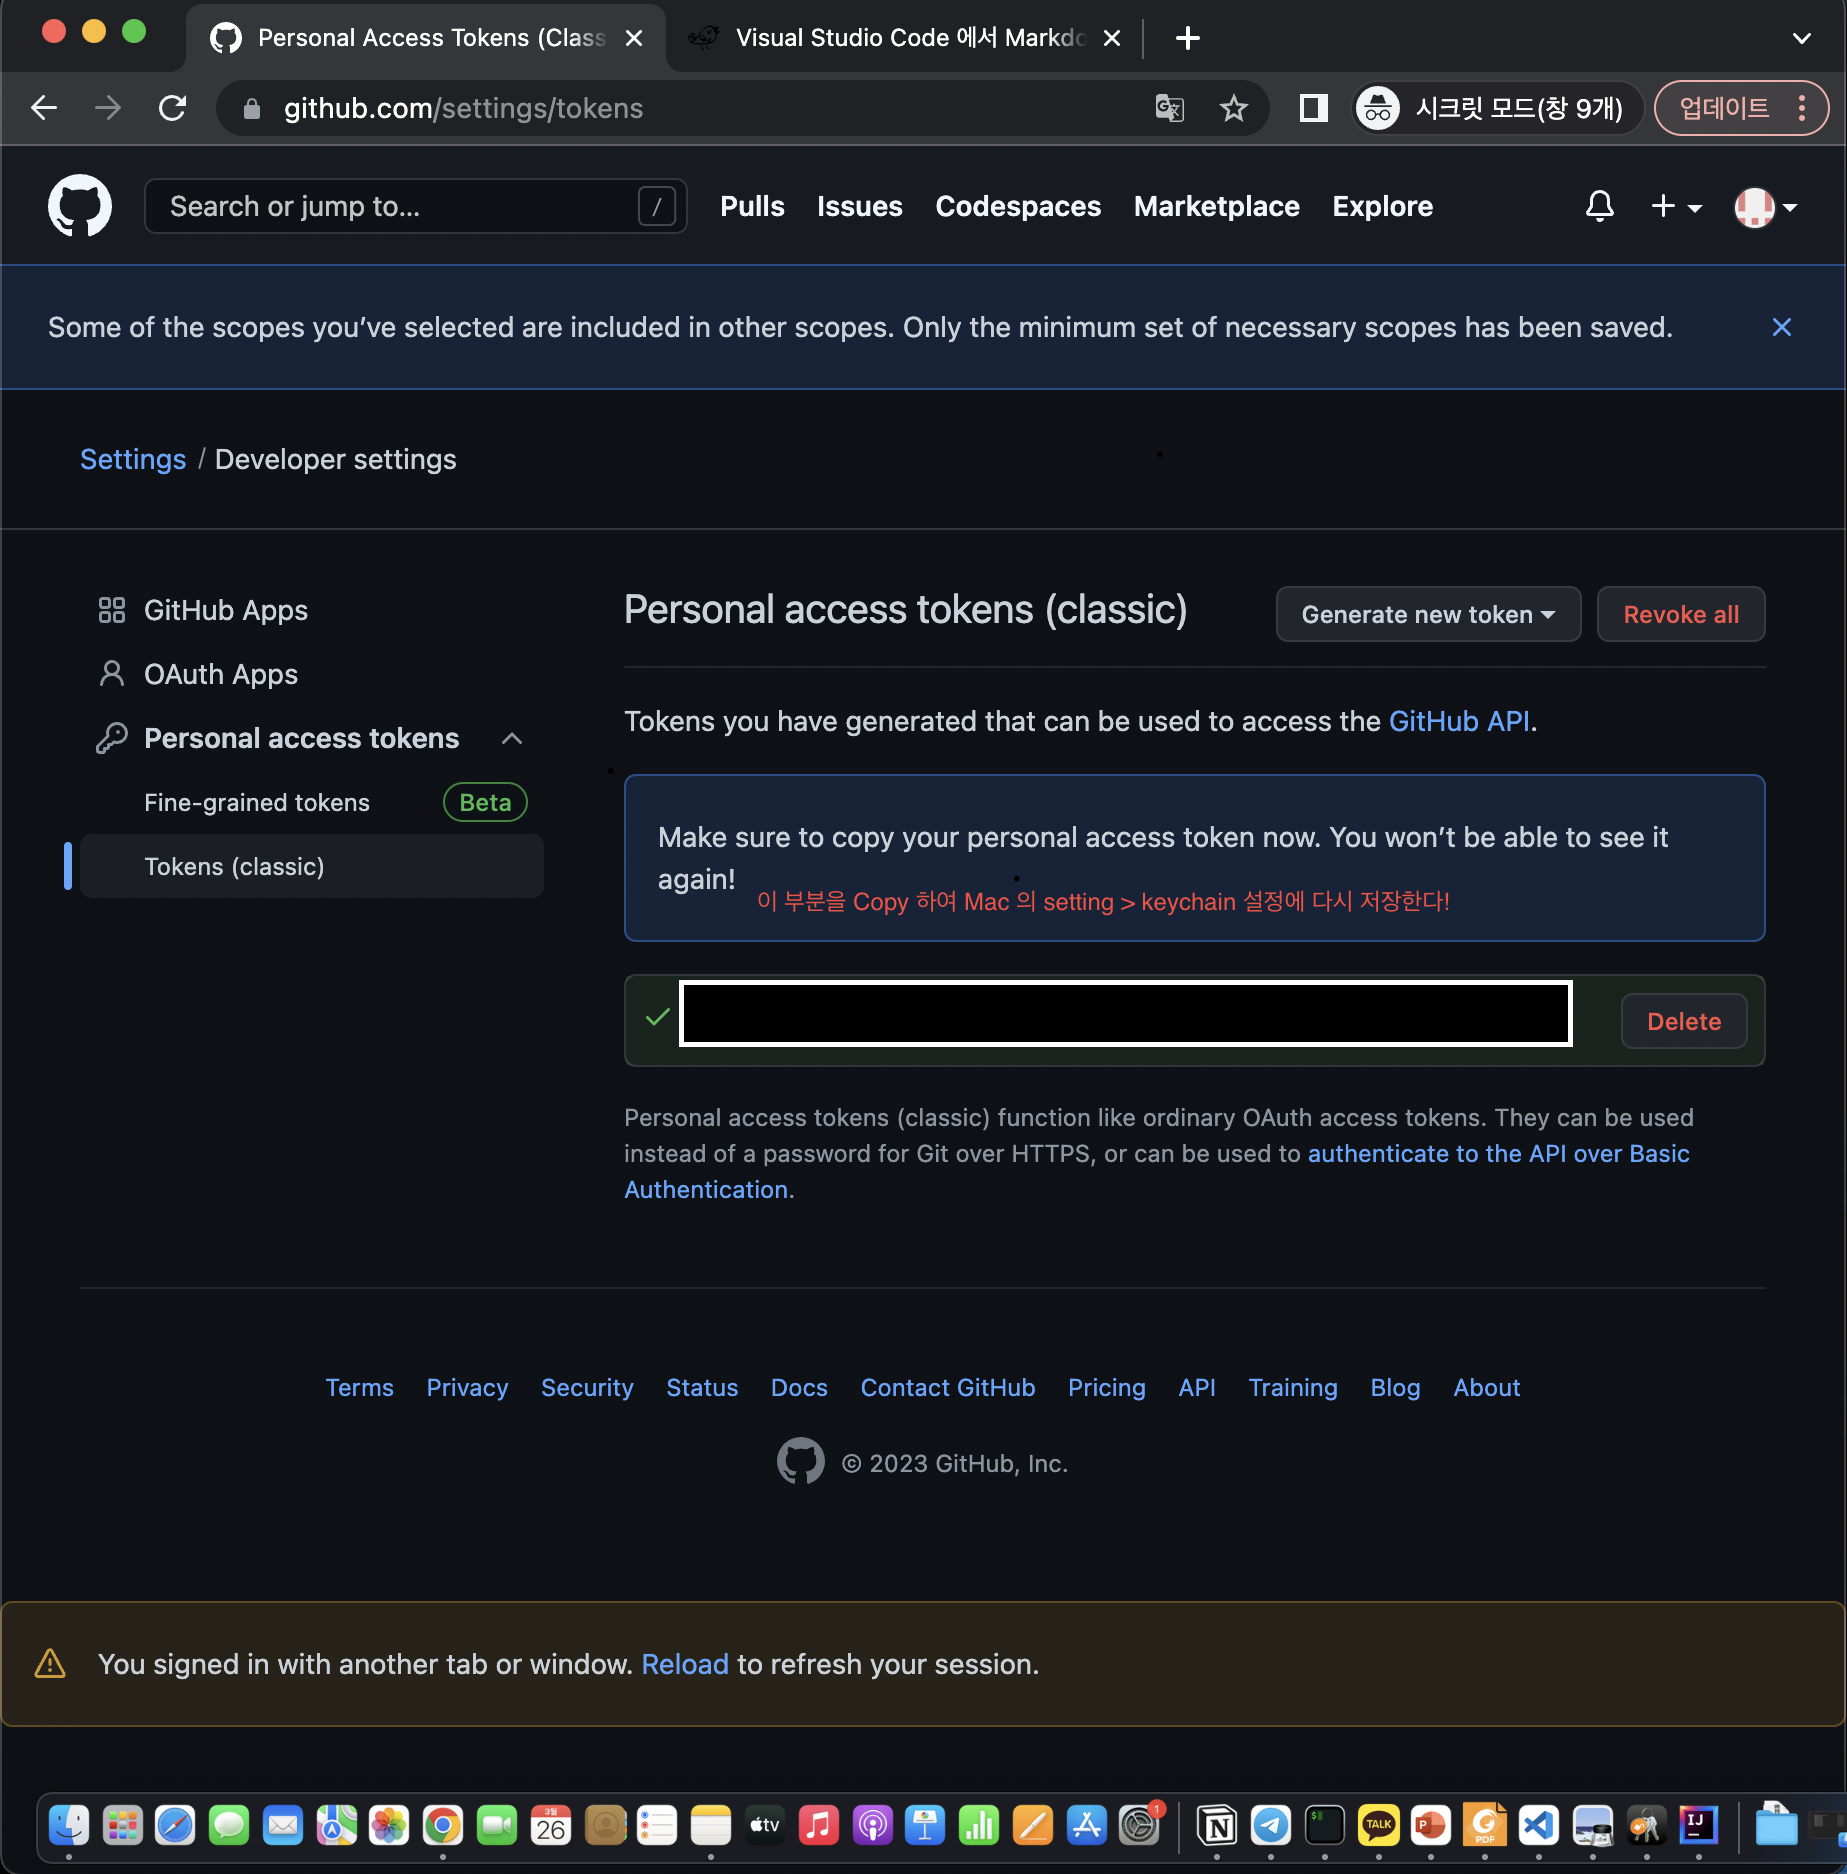 Personal Access Tokens (Class
Visual Studio Code 에서 Markdo
github.com/settings/tokens
시크릿 모드(창 9개)
업데이트
Search or jump to...
/
Pulls
Issues
Codespaces
Marketplace
Explore
Some of the scopes you've selected are included in other scopes. Only the minimum set of necessary scopes has been saved.
Settings / Developer settings
GitHub Apps
OAuth Apps
Personal access tokens
Fine-grained tokens
Beta
Tokens (classic)
Personal access tokens (classic)
Generate new token
Revoke all
Tokens you have generated that can be used to access the GitHub API.
Make sure to copy your personal access token now. You won't be able to see it
again!
이 부분을 Copy 하여 Mac 의 setting > keychain 설정에 다시 저장한다!
Delete
Personal access tokens (classic) function like ordinary OAuth access tokens. They can be used
instead of a password for Git over HTTPS, or can be used to authenticate to the API over Basic
Authentication.
Terms
Privacy
Security
Status
Docs
Contact GitHub
Pricing
API
Training
Blog
About
© 2023 GitHub, Inc.
You signed in with another tab or window. Reload to refresh your session.
3월
26
tv
1
N
$
TALK
P
PDF
IJ